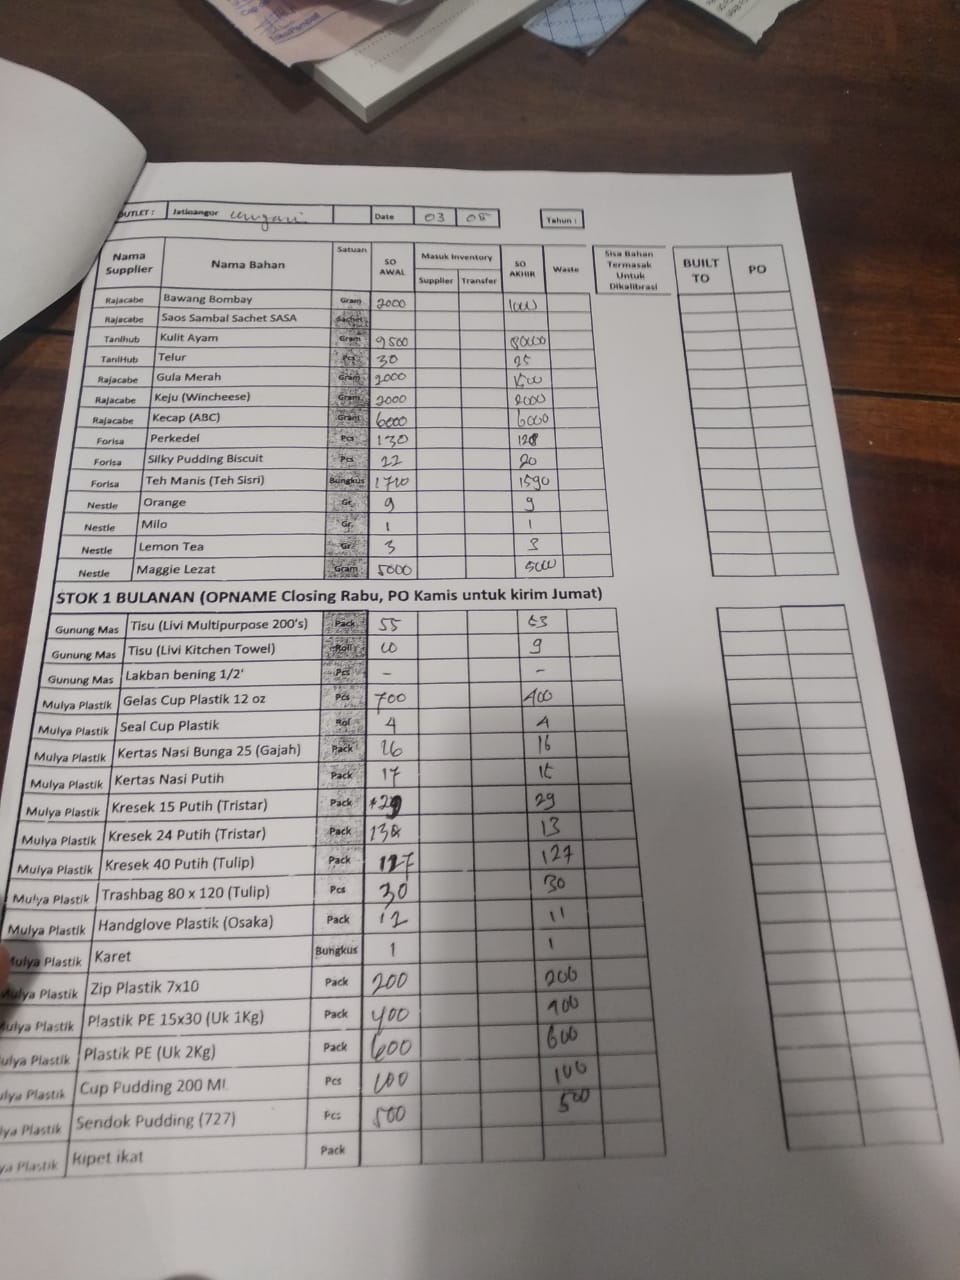 OUTLET : Jatinangor Date 03 08 Tahun :
Nama Supplier Nama Bahan Satuan SO AWAL Masuk Inventory Supplier Transfer SO AKHIR Waste Sisa Bahan Termasak Untuk Dikalibrasi BUILT TO PO
Rajacabe Bawang Bombay Gram 2000 1000
Rajacabe Saos Sambal Sachet SASA Sachet
TaniHub Kulit Ayam Gram 9500 8000
TaniHub Telur Pcs 30 25
Rajacabe Gula Merah Gram 2000 1500
Rajacabe Keju (Wincheese) Gram 2000 2000
Rajacabe Kecap (ABC) Gram 6000 6000
Forisa Perkedel Pcs 130 128
Forisa Silky Pudding Biscuit Pcs 22 20
Forisa Teh Manis (Teh Sisri) Bungkus 1710 1590
Nestle Orange Gr 9 9
Nestle Milo Gr 1 1
Nestle Lemon Tea Gr 3 3
Nestle Maggie Lezat Gram 5000 5000
STOK 1 BULANAN (OPNAME Closing Rabu, PO Kamis untuk kirim Jumat)
Gunung Mas Tisu (Livi Multipurpose 200's) Pack 55 53
Gunung Mas Tisu (Livi Kitchen Towel) Roll 10 9
Gunung Mas Lakban bening 1/2' Pcs - -
Mulya Plastik Gelas Cup Plastik 12 oz Pcs 700 400
Mulya Plastik Seal Cup Plastik Rol 4 4
Mulya Plastik Kertas Nasi Bunga 25 (Gajah) Pack 26 16
Mulya Plastik Kertas Nasi Putih Pack 17
Mulya Plastik Kresek 15 Putih (Tristar) Pack 29 29
Mulya Plastik Kresek 24 Putih (Tristar) Pack 138 13
Mulya Plastik Kresek 40 Putih (Tulip) Pack 127 127
Mulya Plastik Trashbag 80 x 120 (Tulip) Pcs 30 30
Mulya Plastik Handglove Plastik (Osaka) Pack 12 11
Mulya Plastik Karet Bungkus 1 1
Mulya Plastik Zip Plastik 7x10 Pack 200 200
Mulya Plastik Plastik PE 15x30 (Uk 1Kg) Pack 400 400
ulya Plastik Plastik PE (Uk 2Kg) Pack 600 600
ulya Plastik Cup Pudding 200 Ml Pcs 100 100
lya Plastik Sendok Pudding (727) Pcs 500 500
ya Plastik Ripet ikat Pack